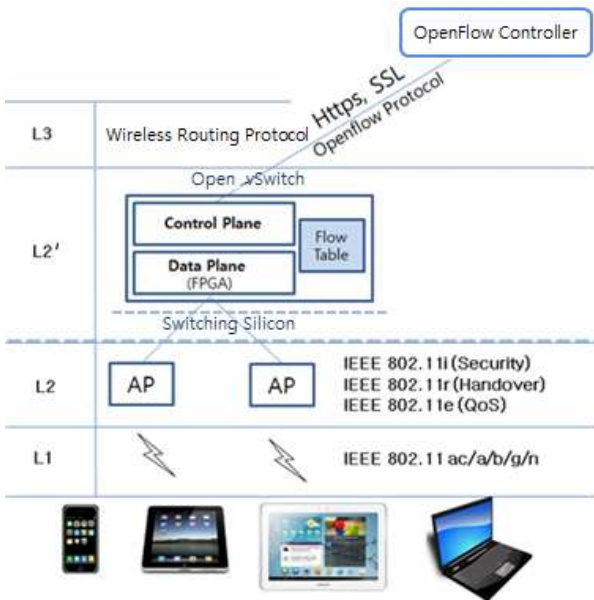 OpenFlow Controller
Https, SSL
Openflow Protocol
L3
Wireless Routing Protocol
Open vSwitch
L2'
Control Plane
Flow
Table
Data Plane
(FPGA)
Switching Silicon
L2
AP
AP
IEEE 802.11i(Security)
IEEE 802.11r(Handover)
IEEE 802.11e(QoS)
L1
IEEE 802.11 ac/a/b/g/n